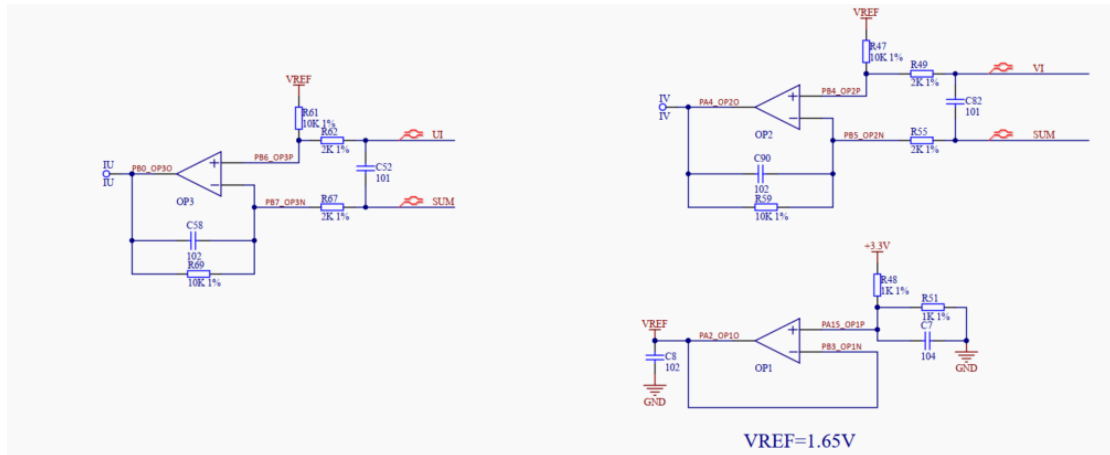 VREF
R61
10K 1%
R62
2K 1%
UI
IU
IU
PB0_OP3O
PB6_OP3P
OP3
C52
101
PB7_OP3N
R67
2K 1%
SUM
C58
102
R69
10K 1%
VREF
R47
10K 1%
R49
2K 1%
VI
IV
IV
PA4_OP2O
PB4_OP2P
OP2
C82
101
PB5_OP2N
R55
2K 1%
SUM
C90
102
R59
10K 1%
+3.3V
R48
1K 1%
R51
1K 1%
C7
104
GND
VREF
PA2_OP1O
PA15_OP1P
PB3_OP1N
OP1
C8
102
GND
VREF=1.65V